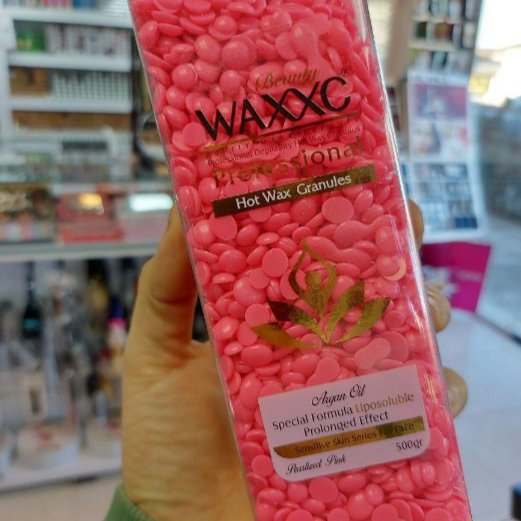 Beauty
WAXXC®
Professional
Hot Wax Granules
Argan Oil
Special Formula Liposoluble
Prolonged Effect
Sensitive Skin Series Face
500gr
Pearlized Pink